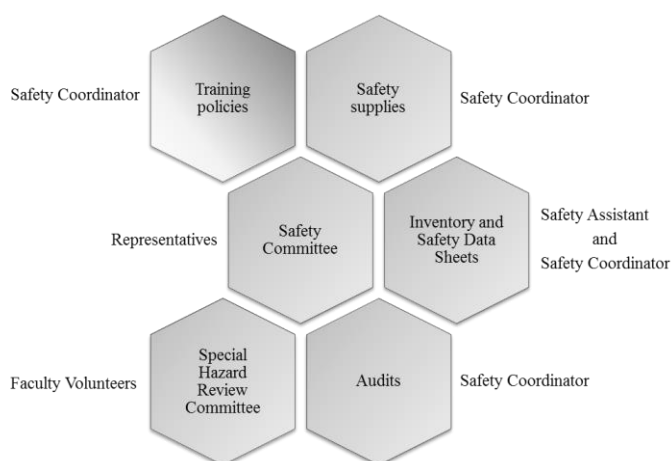 Safety Coordinator
Training
policies
Safety
supplies
Safety Coordinator
Representatives
Safety
Committee
Inventory and
Safety Data
Sheets
Safety Assistant
and
Safety Coordinator
Faculty Volunteers
Special
Hazard
Review
Committee
Audits
Safety Coordinator